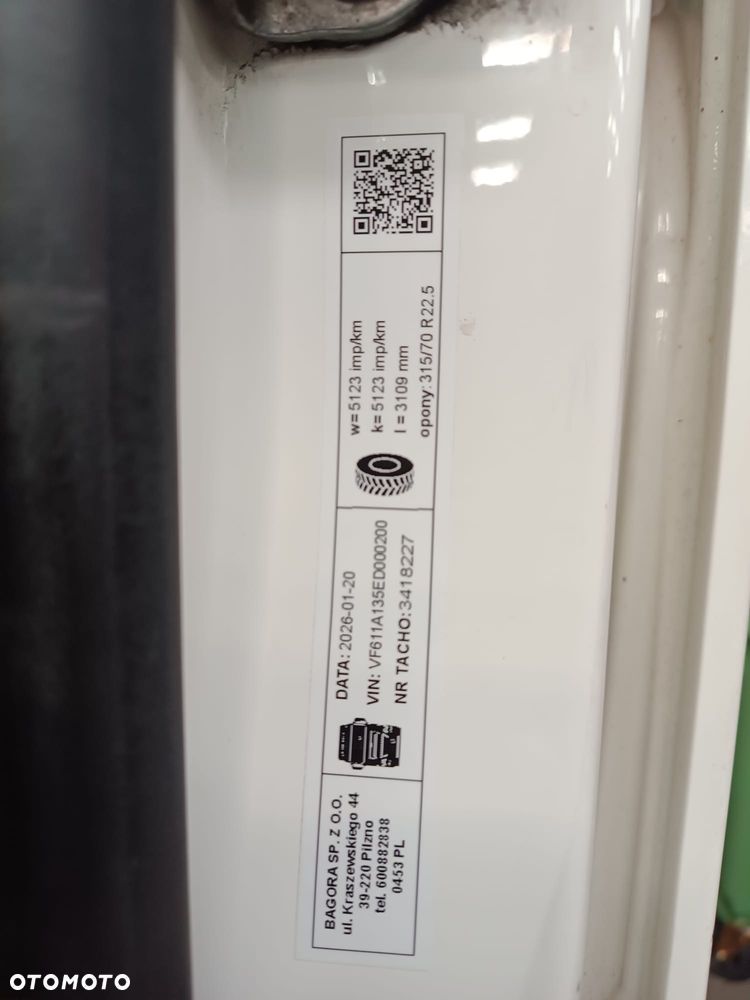 BAGORA SP. Z O.O.
ul. Kraszewskiego 44
39-220 Pilzno
tel. 600882838
0453 PL
DATA: 2026-01-20
VIN: VF611A135ED000200
NR TACHO:3418227
w= 5123 imp/km
k= 5123 imp/km
l = 3109 mm
opony: 315/70 R22.5
OTOMOTO